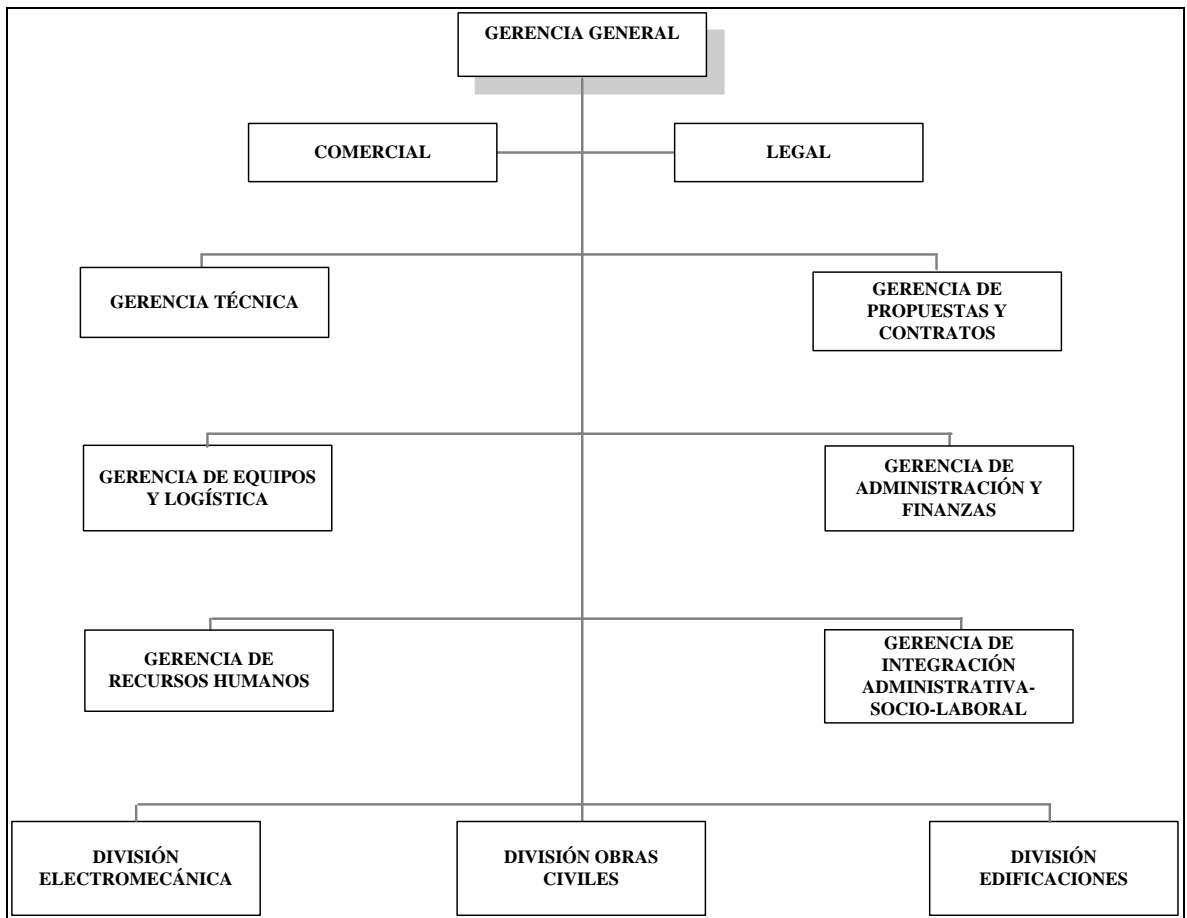 GERENCIA GENERAL
COMERCIAL
LEGAL
GERENCIA TÉCNICA
GERENCIA DE
PROPUESTAS Y
CONTRATOS
GERENCIA DE EQUIPOS
Y LOGÍSTICA
GERENCIA DE
ADMINISTRACIÓN Y
FINANZAS
GERENCIA DE
RECURSOS HUMANOS
GERENCIA DE
INTEGRACIÓN
ADMINISTRATIVA-
SOCIO-LABORAL
DIVISIÓN
ELECTROMECÁNICA
DIVISIÓN OBRAS
CIVILES
DIVISIÓN
EDIFICACIONES